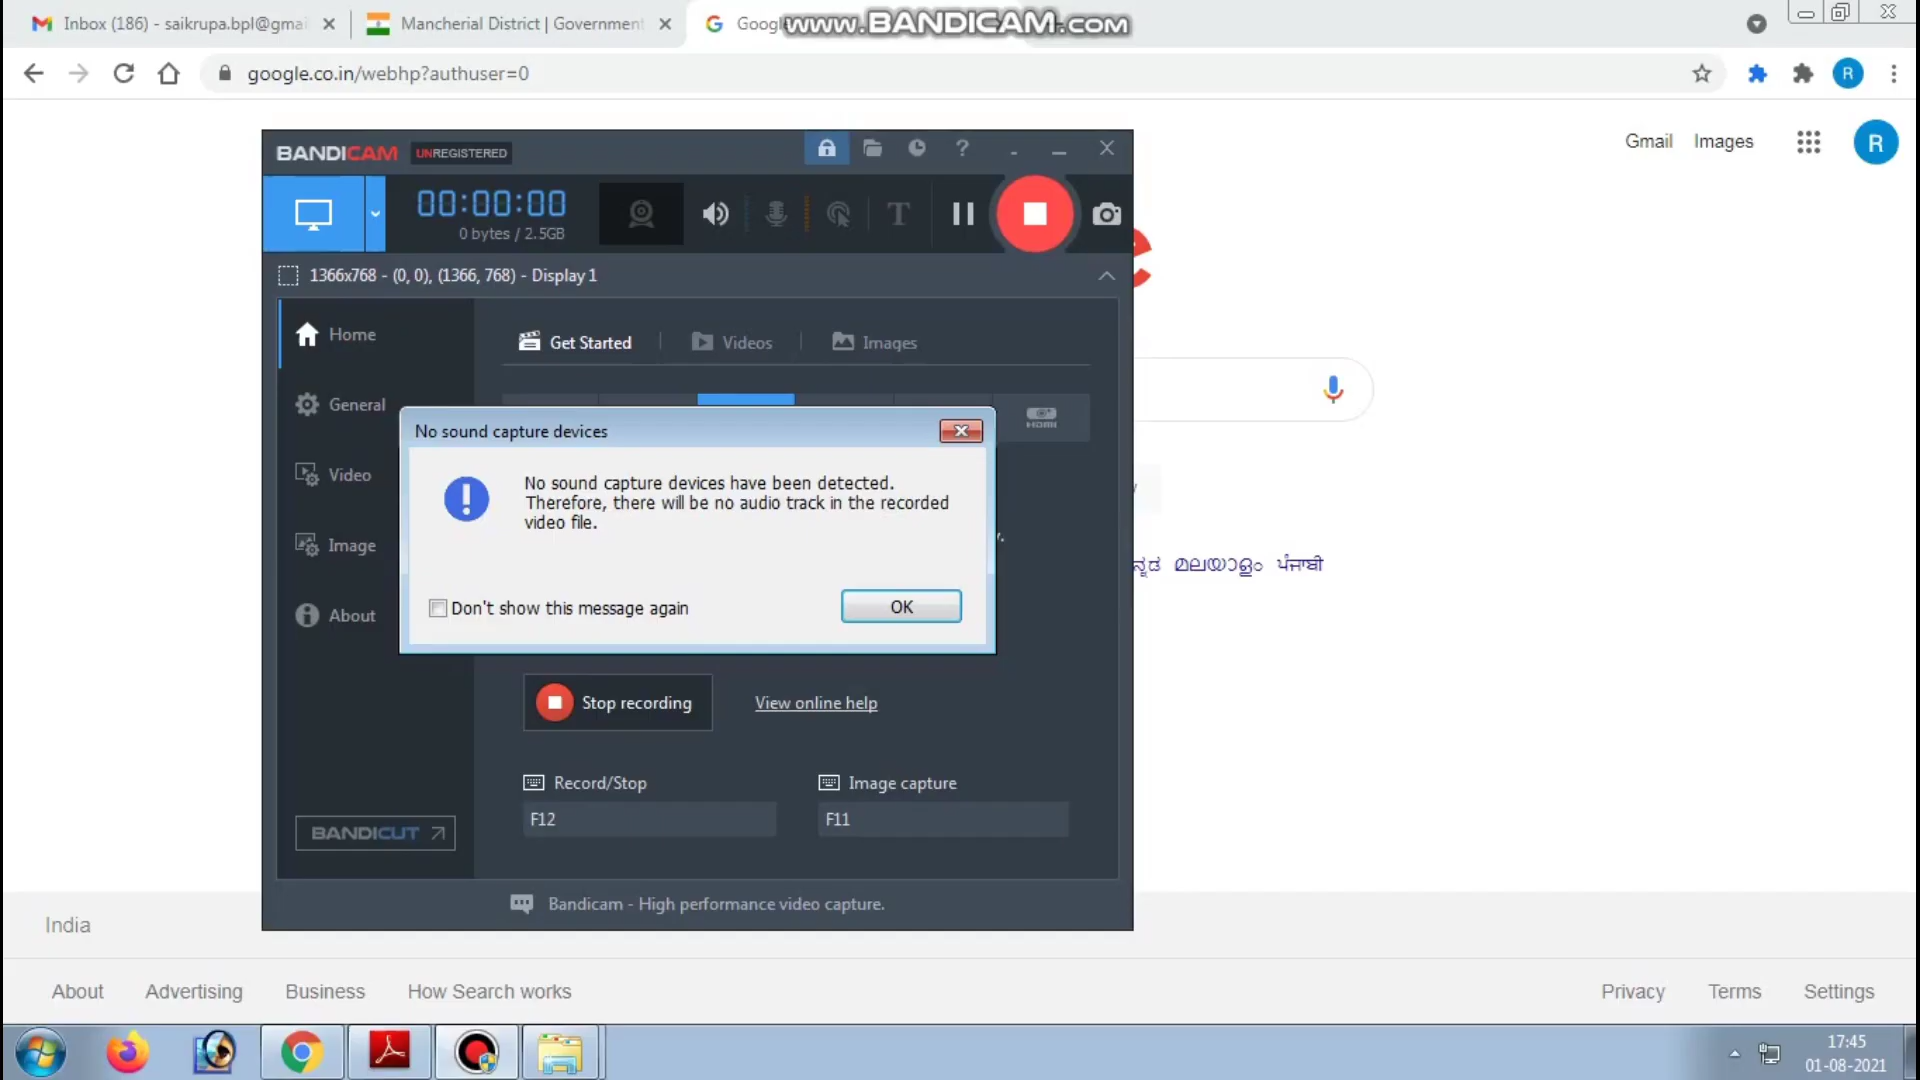 Inbox (186) - saikrupa.bpl@gmai
Mancherial District | Government
Google
www.BANDICAM.com
google.co.in/webhp?authuser=0
R
Gmail Images
R
BANDICAM UNREGISTERED
00:00:00
0 bytes / 2.5GB
T
1366x768 - (0, 0), (1366, 768) - Display 1
Home
Get Started
Videos
Images
General
HDMI
No sound capture devices
No sound capture devices have been detected.
Therefore, there will be no audio track in the recorded
video file.
Video
Image
മലയാളം ਪੰਜਾਬੀ
Don't show this message again
OK
About
Stop recording
View online help
Record/Stop
Image capture
F12
F11
BANDICUT
Bandicam - High performance video capture.
India
About Advertising Business How Search works
Privacy Terms Settings
17:45
01-08-2021